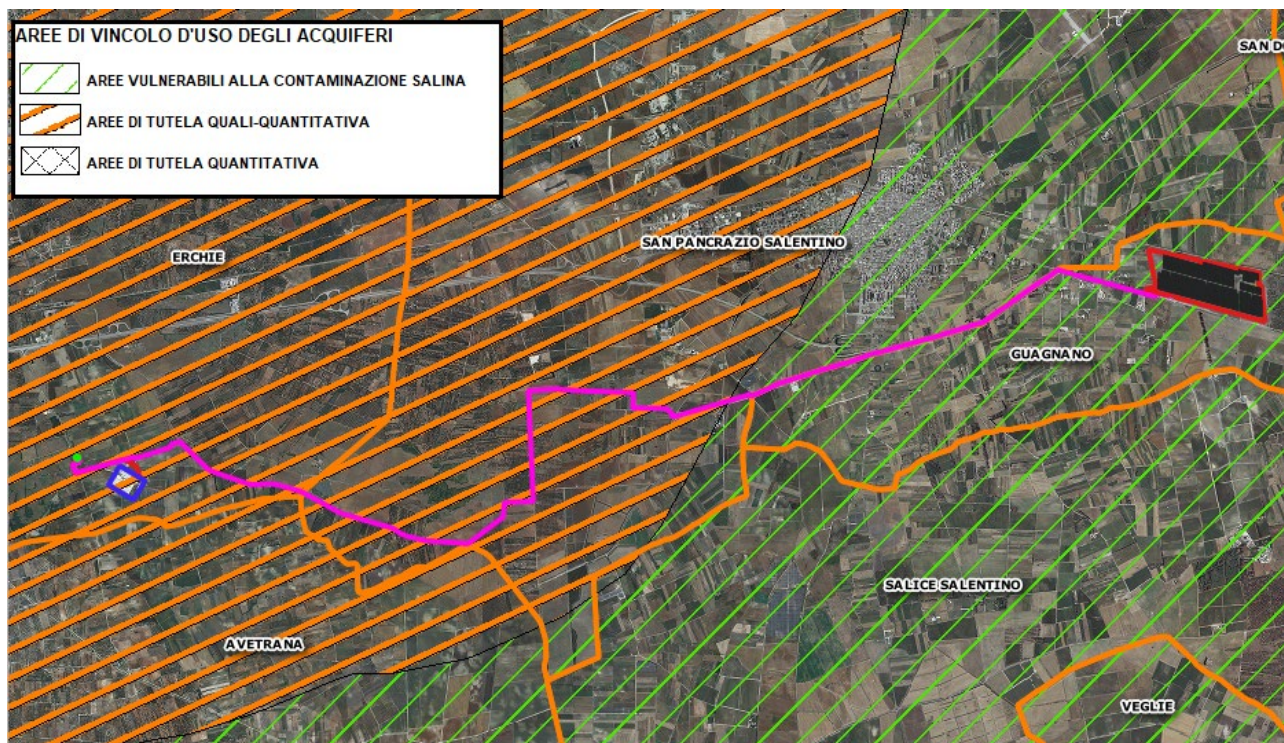 AREE DI VINCOLO D'USO DEGLI ACQUIFERI
AREE VULNERABILI ALLA CONTAMINAZIONE SALINA
AREE DI TUTELA QUALI-QUANTITATIVA
AREE DI TUTELA QUANTITATIVA
SAN DO
ERCHIE
SAN PANCRAZIO SALENTINO
GUAGNANO
SALICE SALENTINO
AVETRANA
VEGLIE